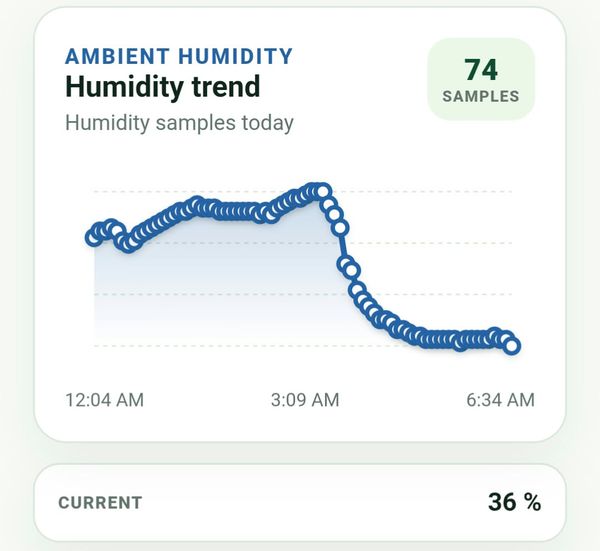 AMBIENT HUMIDITY
Humidity trend
Humidity samples today
74
SAMPLES
12:04 AM 3:09 AM 6:34 AM
CURRENT 36 %